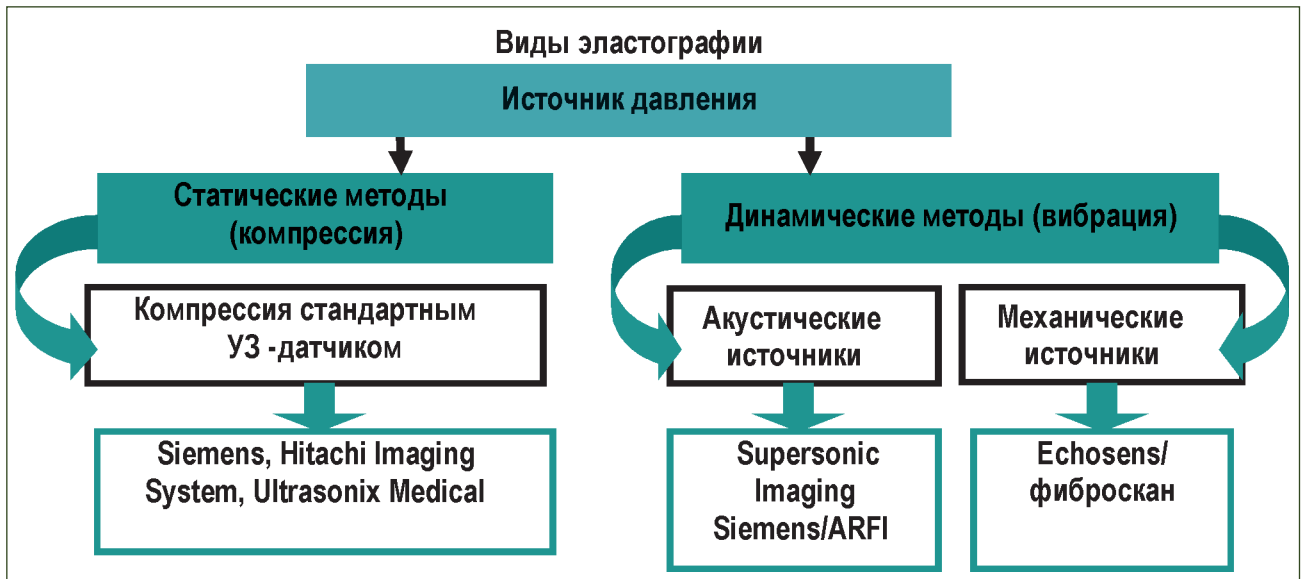 Виды эластографии
Источник давления
Статические методы
(компрессия)
Динамические методы (вибрация)
Компрессия стандартным
УЗ -датчиком
Акустические
источники
Механические
источники
Siemens, Hitachi Imaging
System, Ultrasonix Medical
Supersonic
Imaging
Siemens/ARFI
Echosens/
фиброскан